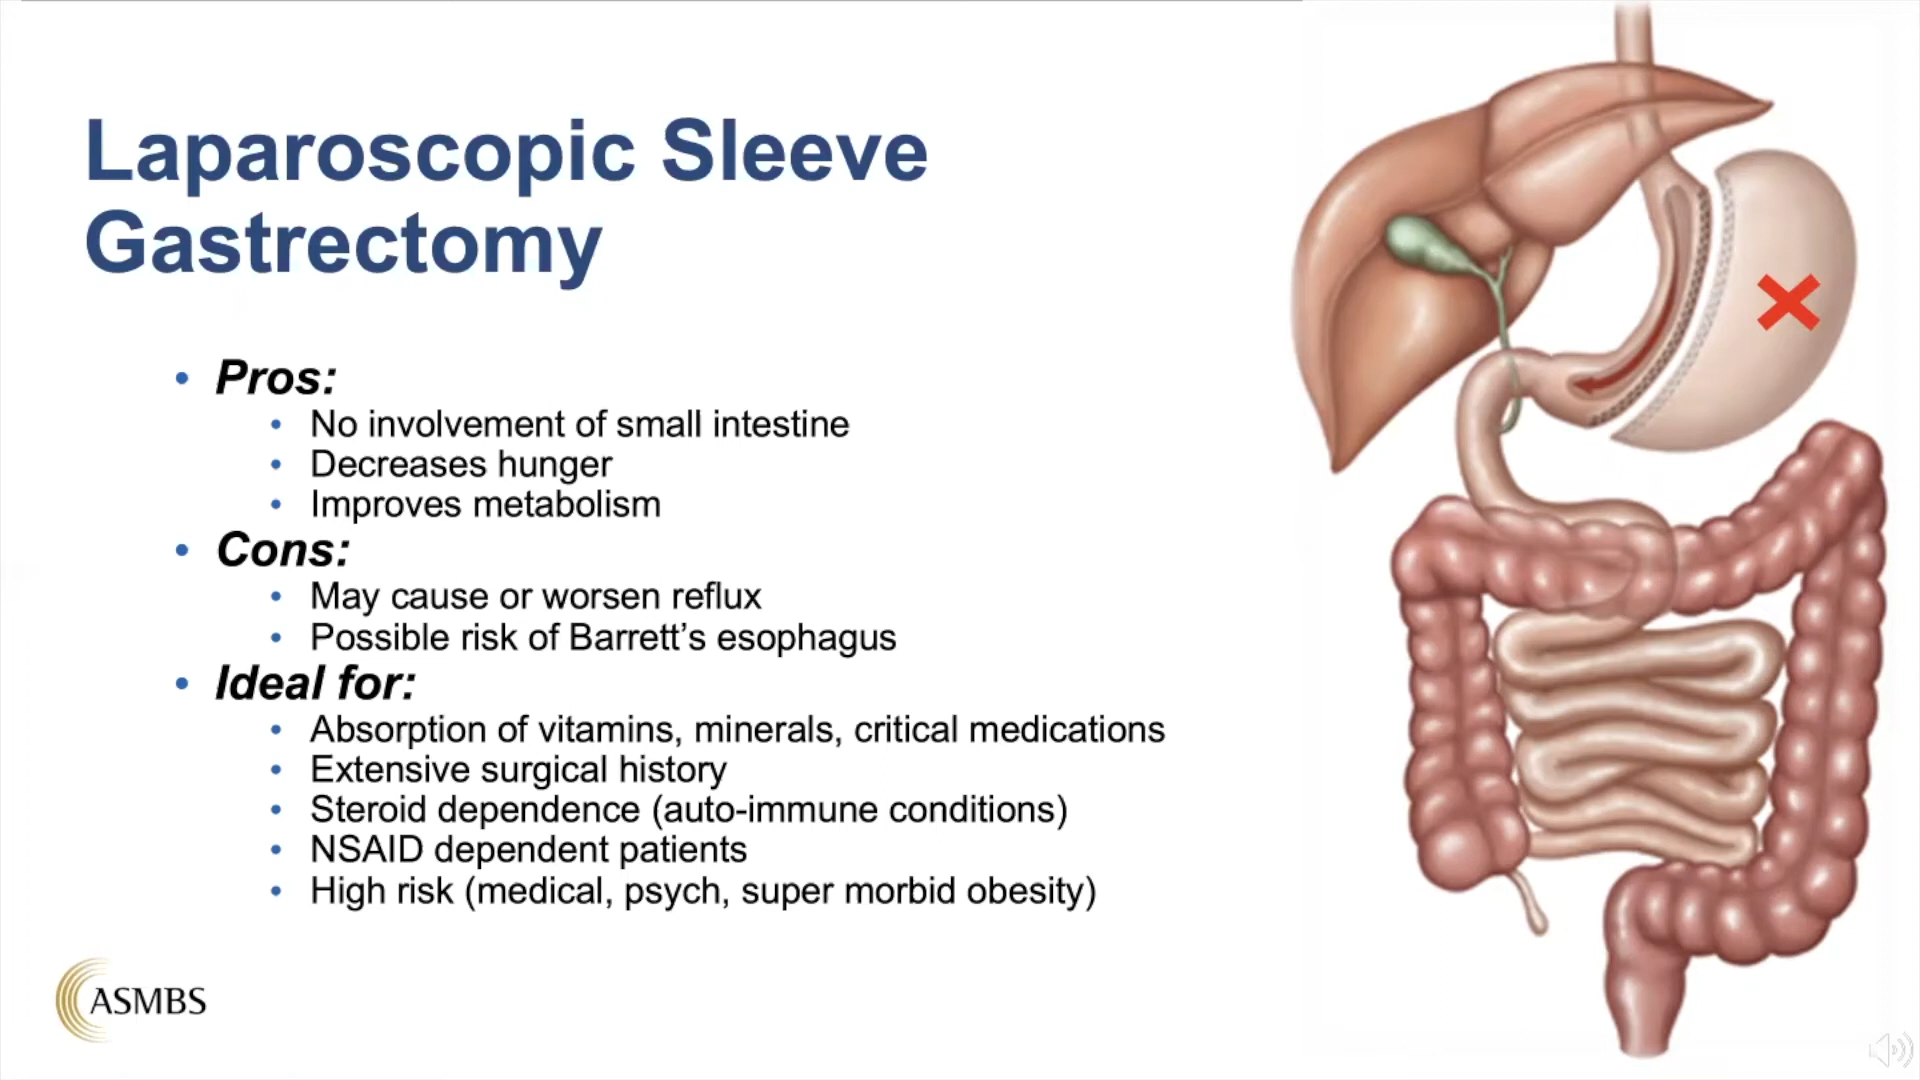 Laparoscopic Sleeve
Gastrectomy
• Pros:
• No involvement of small intestine
• Decreases hunger
• Improves metabolism
• Cons:
• May cause or worsen reflux
• Possible risk of Barrett’s esophagus
• Ideal for:
• Absorption of vitamins, minerals, critical medications
• Extensive surgical history
• Steroid dependence (auto-immune conditions)
• NSAID dependent patients
• High risk (medical, psych, super morbid obesity)
ASMBS